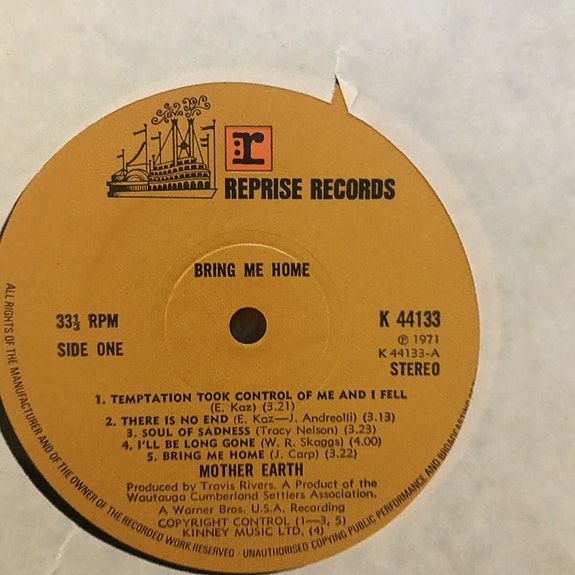 r
REPRISE RECORDS
BRING ME HOME
33⅓ RPM
SIDE ONE
K 44133
℗ 1971
K 44133-A
STEREO
1. TEMPTATION TOOK CONTROL OF ME AND I FELL
(E. Kaz) (3.21)
2. THERE IS NO END (E. Kaz—J. Andreolli) (3.13)
3. SOUL OF SADNESS (Tracy Nelson) (3.23)
4. I'LL BE LONG GONE (W. R. Skaggs) (4.00)
5. BRING ME HOME (J. Carp) (3.22)
MOTHER EARTH
Produced by Travis Rivers, A Product of the
Wautauga Cumberland Settlers Association.
A Warner Bros. U.S.A. Recording
COPYRIGHT CONTROL (1—3, 5)
KINNEY MUSIC LTD. (4)
ALL RIGHTS OF THE MANUFACTURER AND OF THE OWNER OF THE RECORDED WORK RESERVED · UNAUTHORISED COPYING PUBLIC PERFORMANCE AND BROADCASTING